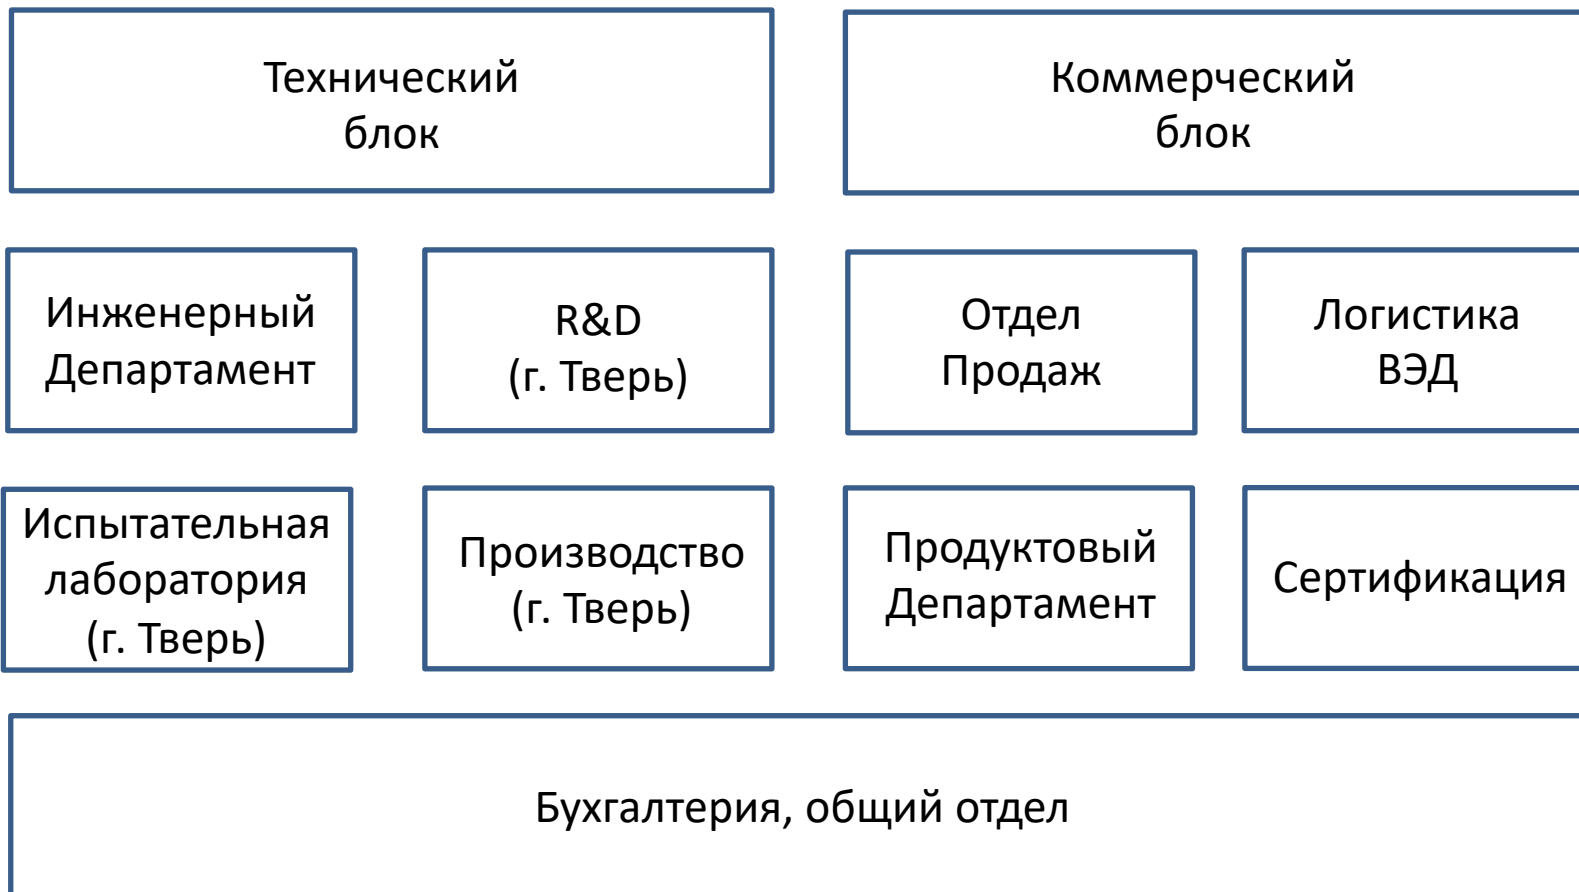 Технический
блок
Коммерческий
блок
Инженерный
Департамент
R&D
(г. Тверь)
Отдел
Продаж
Логистика
ВЭД
Испытательная
лаборатория
(г. Тверь)
Производство
(г. Тверь)
Продуктовый
Департамент
Сертификация
Бухгалтерия, общий отдел